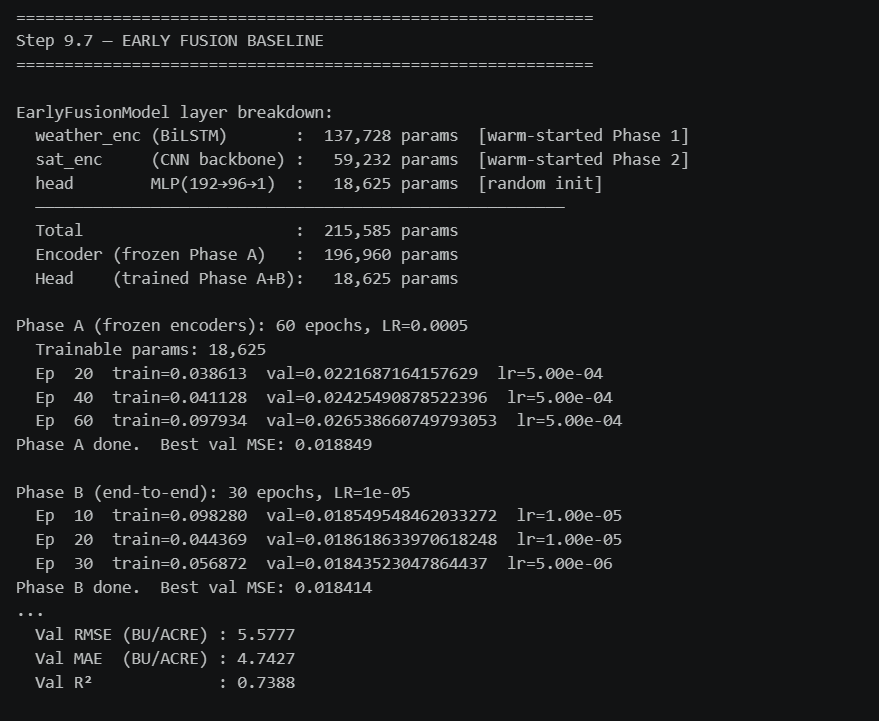 ============================================================
Step 9.7 — EARLY FUSION BASELINE
============================================================
EarlyFusionModel layer breakdown:
weather_enc (BiLSTM) : 137,728 params [warm-started Phase 1]
sat_enc (CNN backbone) : 59,232 params [warm-started Phase 2]
head MLP(192→96→1) : 18,625 params [random init]
───────────────────────────────────────────────────────
Total : 215,585 params
Encoder (frozen Phase A) : 196,960 params
Head (trained Phase A+B): 18,625 params
Phase A (frozen encoders): 60 epochs, LR=0.0005
Trainable params: 18,625
Ep 20 train=0.038613 val=0.0221687164157629 lr=5.00e-04
Ep 40 train=0.041128 val=0.02425490878522396 lr=5.00e-04
Ep 60 train=0.097934 val=0.026538660749793053 lr=5.00e-04
Phase A done. Best val MSE: 0.018849
Phase B (end-to-end): 30 epochs, LR=1e-05
Ep 10 train=0.098280 val=0.018549548462033272 lr=1.00e-05
Ep 20 train=0.044369 val=0.018618633970618248 lr=1.00e-05
Ep 30 train=0.056872 val=0.01843523047864437 lr=5.00e-06
Phase B done. Best val MSE: 0.018414
...
Val RMSE (BU/ACRE) : 5.5777
Val MAE (BU/ACRE) : 4.7427
Val R² : 0.7388